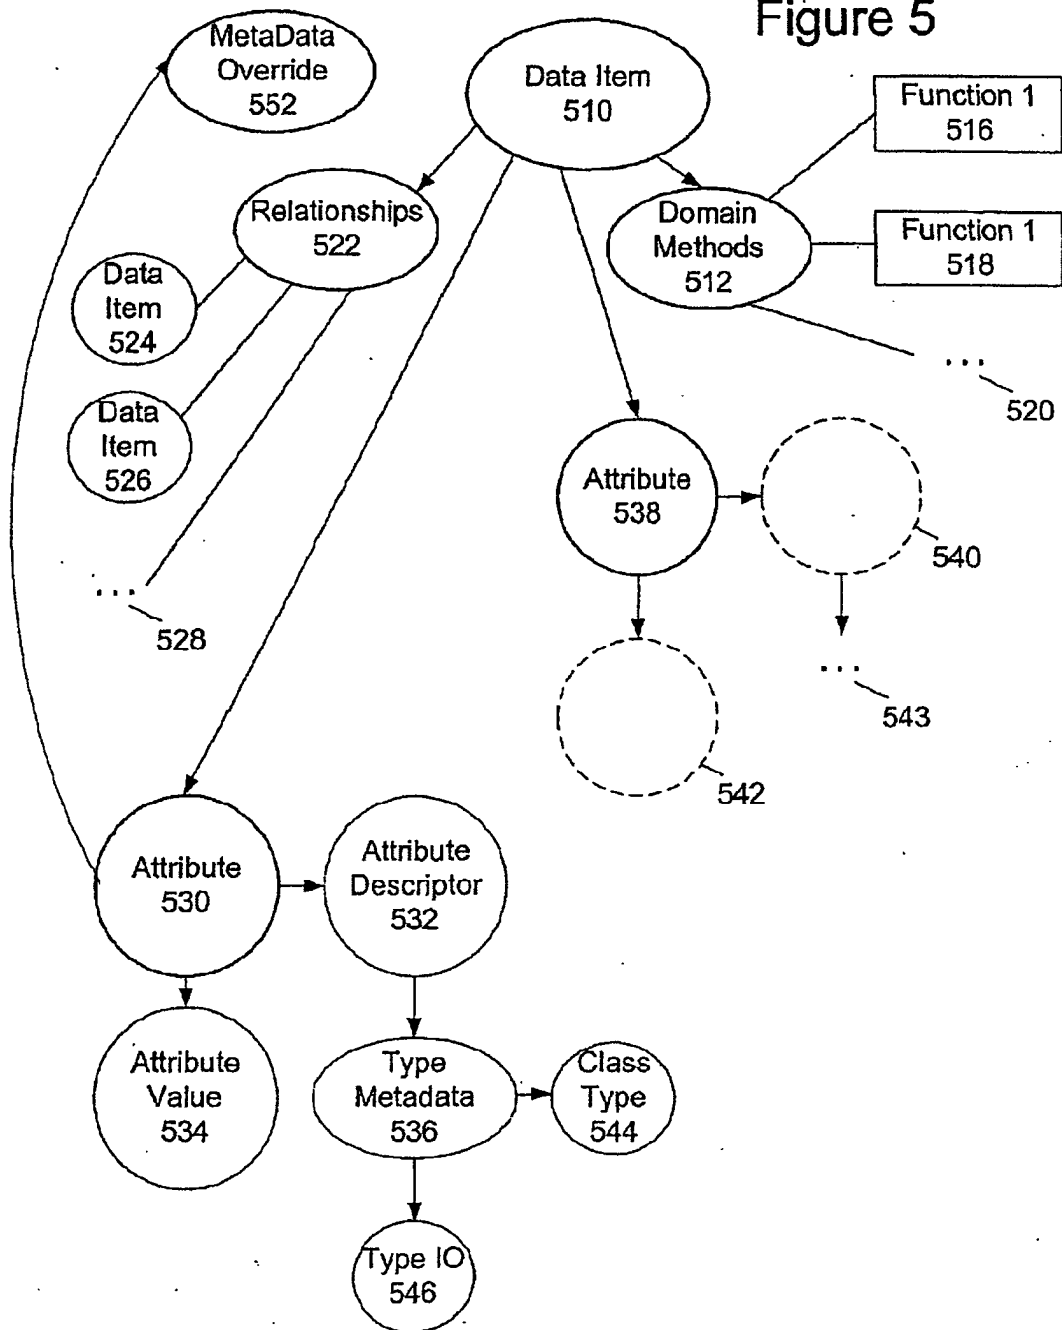 Figure 5
MetaData
Override
552
Data Item
510
Function 1
516
Relationships
522
Domain
Methods
512
Function 1
518
Data
Item
524
...
520
Data
Item
526
Attribute
538
540
...
528
...
543
542
Attribute
530
Attribute
Descriptor
532
Attribute
Value
534
Type
Metadata
536
Class
Type
544
Type IO
546